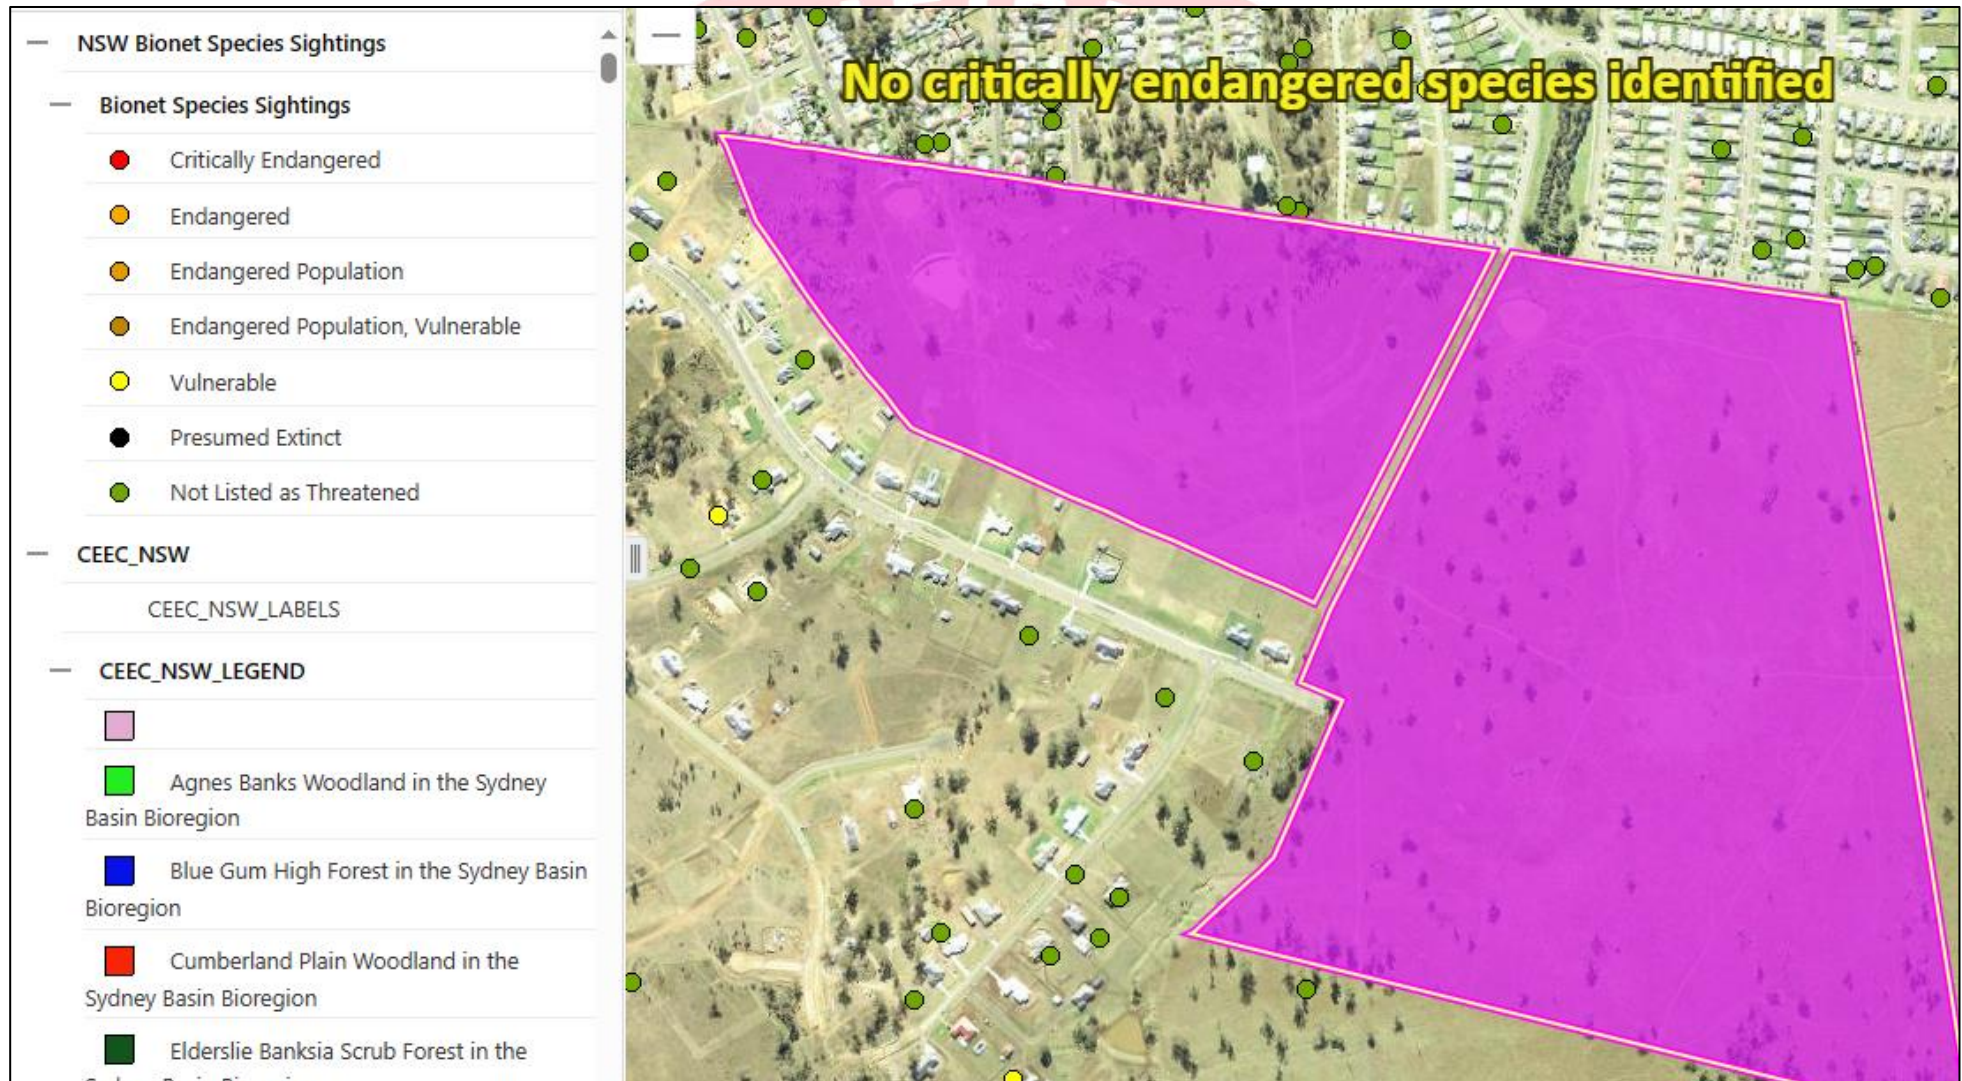 NSW Bionet Species Sightings
Bionet Species Sightings
Critically Endangered
Endangered
Endangered Population
Endangered Population, Vulnerable
Vulnerable
Presumed Extinct
Not Listed as Threatened
CEEC_NSW
CEEC_NSW_LABELS
CEEC_NSW_LEGEND
Agnes Banks Woodland in the Sydney
Basin Bioregion
Blue Gum High Forest in the Sydney Basin
Bioregion
Cumberland Plain Woodland in the
Sydney Basin Bioregion
Elderslie Banksia Scrub Forest in the
No critically endangered species identified